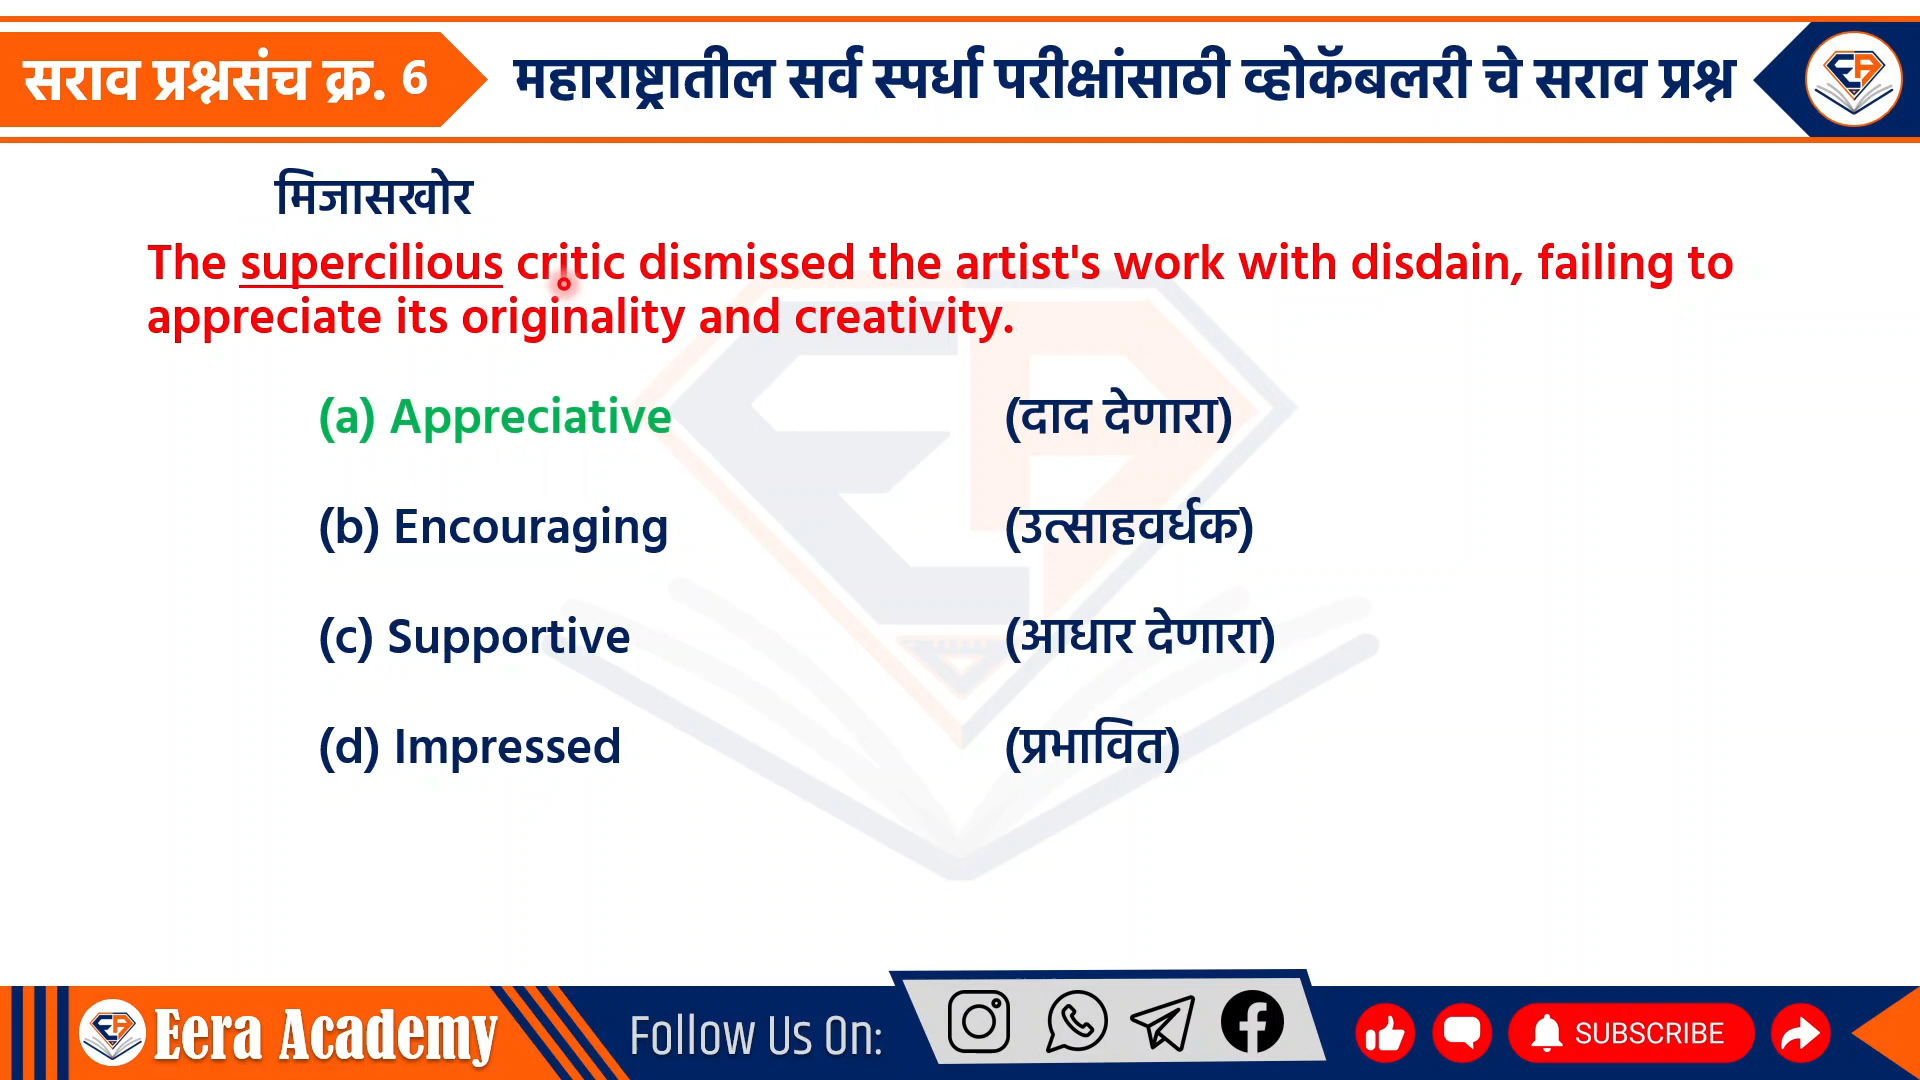 सराव प्रश्नसंच क्र. 6
महाराष्ट्रातील सर्व स्पर्धा परीक्षांसाठी व्होकॅबलरी चे सराव प्रश्न
मिजासखोर
The supercilious critic dismissed the artist's work with disdain, failing to
appreciate its originality and creativity.
(a) Appreciative (दाद देणारा)
(b) Encouraging (उत्साहवर्धक)
(c) Supportive (आधार देणारा)
(d) Impressed (प्रभावित)
Eera Academy
Follow Us On:
SUBSCRIBE